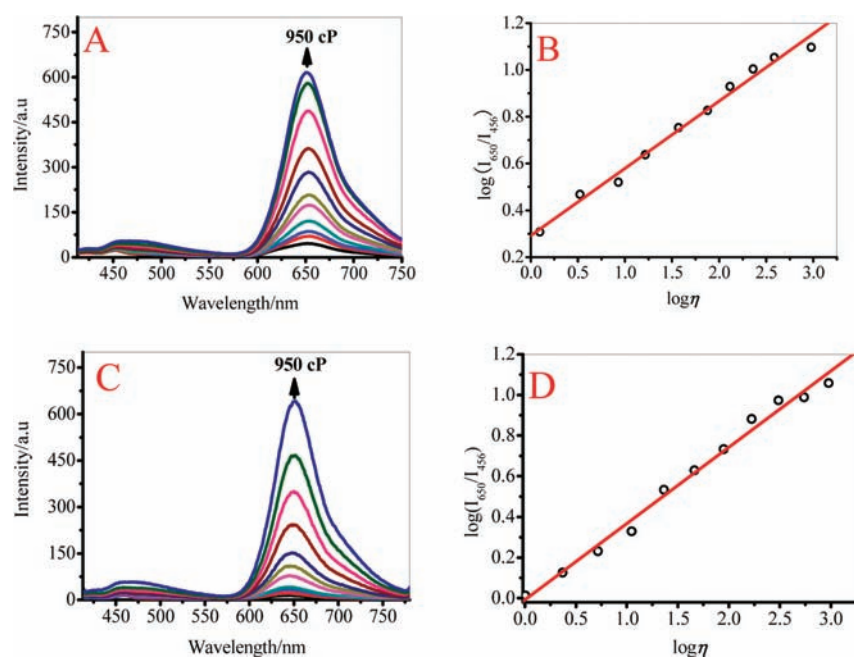 A
950 cP
750
600
450
300
150
0
450 500 550 600 650 700 750
Wavelength/nm
Intensity/a.u
B
1.2
1.0
0.8
0.6
0.4
0.2
0.0 0.5 1.0 1.5 2.0 2.5 3.0
logη
log (I650/I456)
C
950 cP
750
600
450
300
150
0
450 500 550 600 650 700 750
Wavelength/nm
Intensity/a.u
D
1.2
1.0
0.8
0.6
0.4
0.2
0.0
0.0 0.5 1.0 1.5 2.0 2.5 3.0
logη
log(I650/I456)